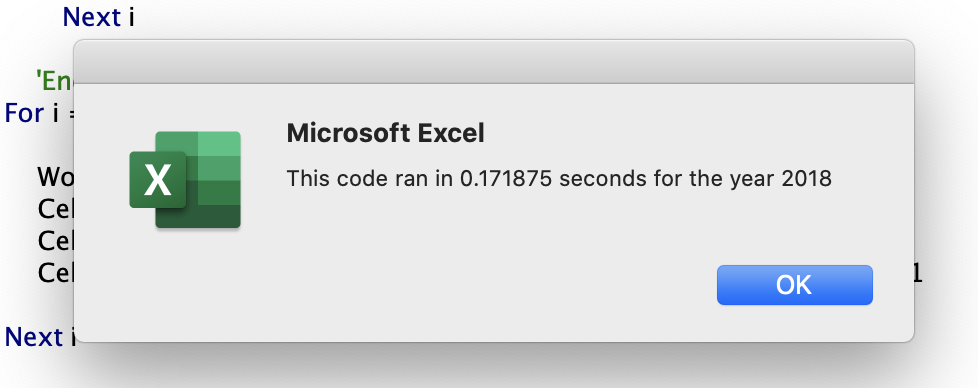 Next i
'En
For i =
Microsoft Excel
X
This code ran in 0.171875 seconds for the year 2018
Wo
Cel
Cel
Cel 1
OK
Next i